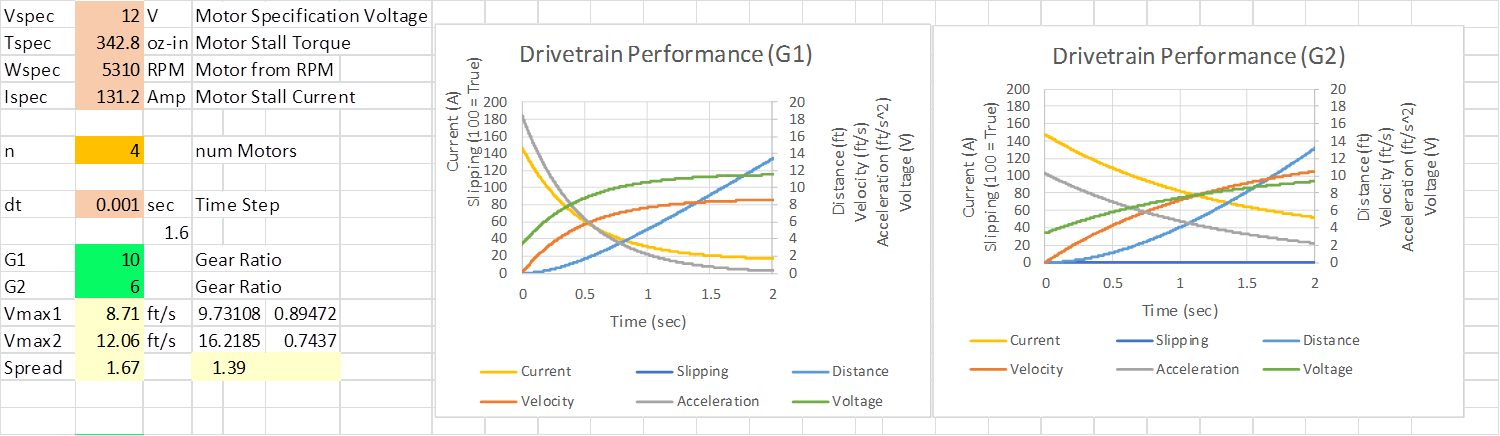 Vspec 12 V Motor Specification Voltage
Tspec 342.8 oz-in Motor Stall Torque
Wspec 5310 RPM Motor from RPM
Ispec 131.2 Amp Motor Stall Current
n 4 num Motors
dt 0.001 sec Time Step
1.6
G1 10 Gear Ratio
G2 6 Gear Ratio
Vmax1 8.71 ft/s 9.73108 0.89472
Vmax2 12.06 ft/s 16.2185 0.7437
Spread 1.67 1.39
Drivetrain Performance (G1)
Current (A)
Slipping (100 = True)
200
180
160
140
120
100
80
60
40
20
0
20
18
16
14
12
10
8
6
4
2
0
Distance (ft)
Velocity (ft/s)
Acceleration (ft/s^2)
Voltage (V)
0 0.5 1 1.5 2
Time (sec)
Current Slipping Distance
Velocity Acceleration Voltage
Drivetrain Performance (G2)
Current (A)
Slipping (100 = True)
200
180
160
140
120
100
80
60
40
20
0
20
18
16
14
12
10
8
6
4
2
0
Distance (ft)
Velocity (ft/s)
Acceleration (ft/s^2)
Voltage (V)
0 0.5 1 1.5 2
Time (sec)
Current Slipping Distance
Velocity Acceleration Voltage